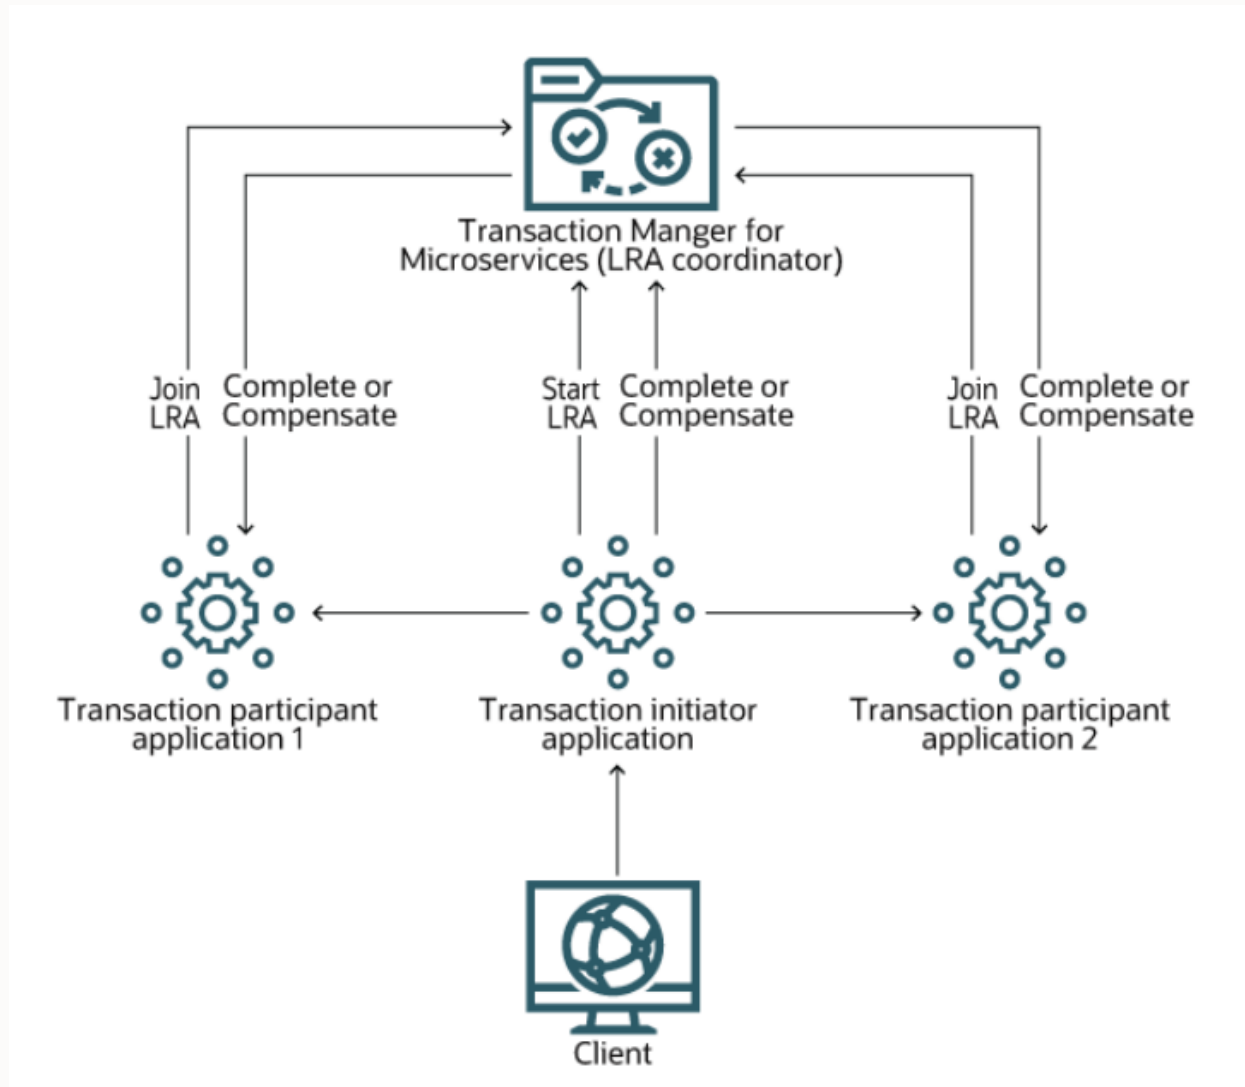 Transaction Manger for
Microservices (LRA coordinator)
Join
LRA
Complete or
Compensate
Start
LRA
Complete or
Compensate
Join
LRA
Complete or
Compensate
Transaction participant
application 1
Transaction initiator
application
Transaction participant
application 2
Client